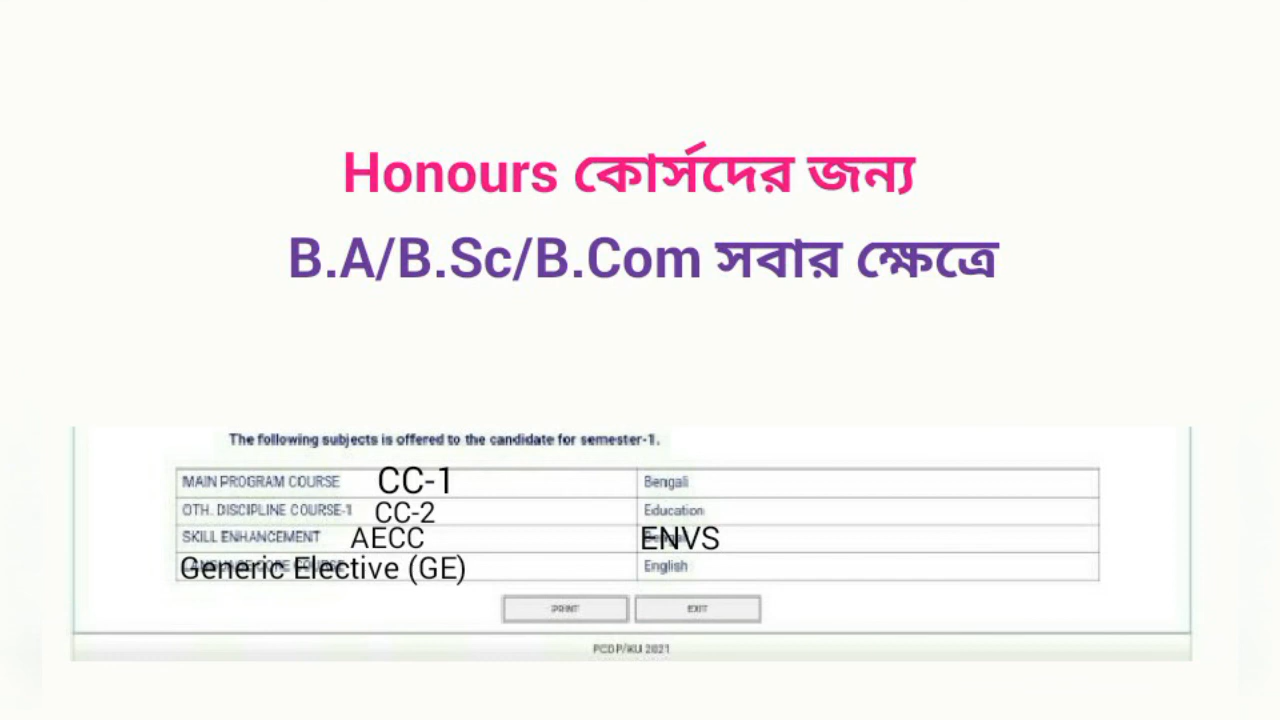 Honours কোর্সদের জন্য
B.A/B.Sc/B.Com সবার ক্ষেত্রে
The following subjects is offered to the candidate for semester-1.
MAIN PROGRAM COURSE CC-1 Bengali
OTH. DISCIPLINE COURSE-1 CC-2 Education
SKILL ENHANCEMENT AECC ENVS
Generic Elective (GE) English
PRINT EXIT
PCDP/KU 2021